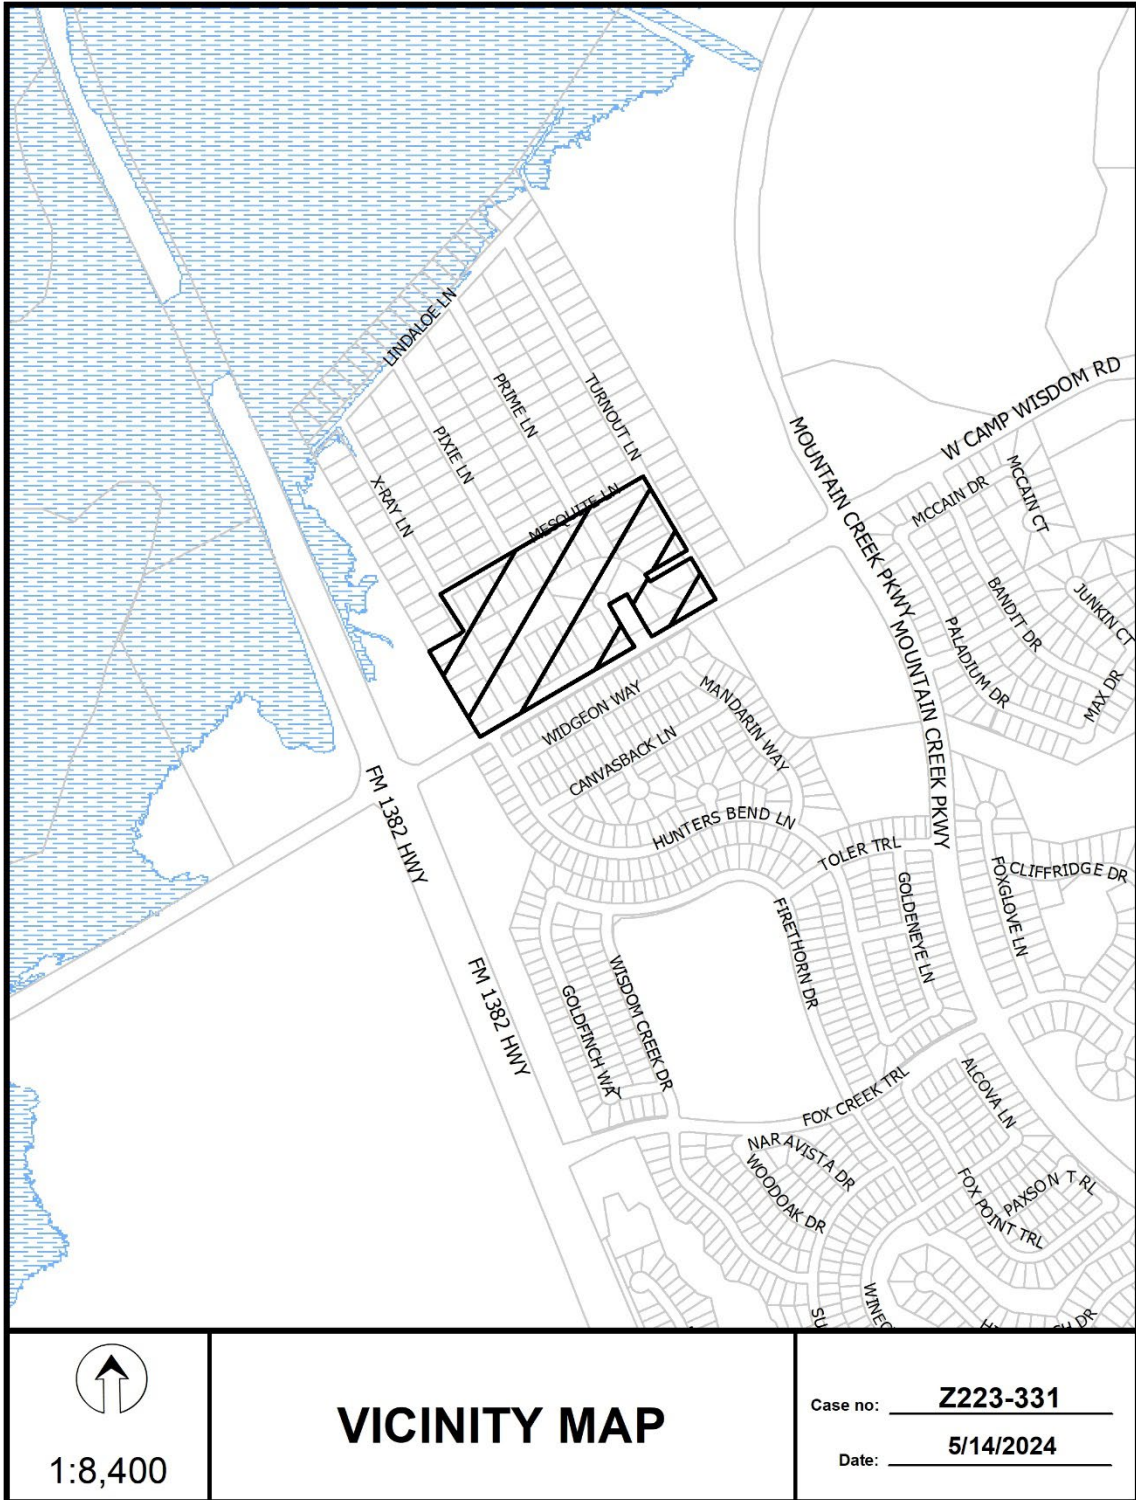 LINDALOE LN
PRIME LN
TURNOUT LN
PIXIE LN
X-RAY LN
MESQUITE LN
W CAMP WISDOM RD
MOUNTAIN CREEK PKWY
MCCAIN DR
MCCAIN CT
BANDIT DR
JUNKIN CT
PALADIUM DR
MAX DR
MOUNTAIN CREEK PKWY
WIDGEON WAY
MANDARIN WAY
CANVASBACK LN
FM 1382 HWY
HUNTERS BEND LN
TOLER TRL
GOLDENEYE LN
FOXGLOVE LN
CLIFFRIDGE DR
FIRETHORN DR
FM 1382 HWY
GOLDFINCH WAY
WISDOM CREEK DR
FOX CREEK TRL
ALCOVA LN
NARAVISTA DR
WOODOAK DR
FOX POINT TRL
PAXSON TRL
SU
WINEC
DR
1:8,400
VICINITY MAP
Case no: Z223-331
Date: 5/14/2024